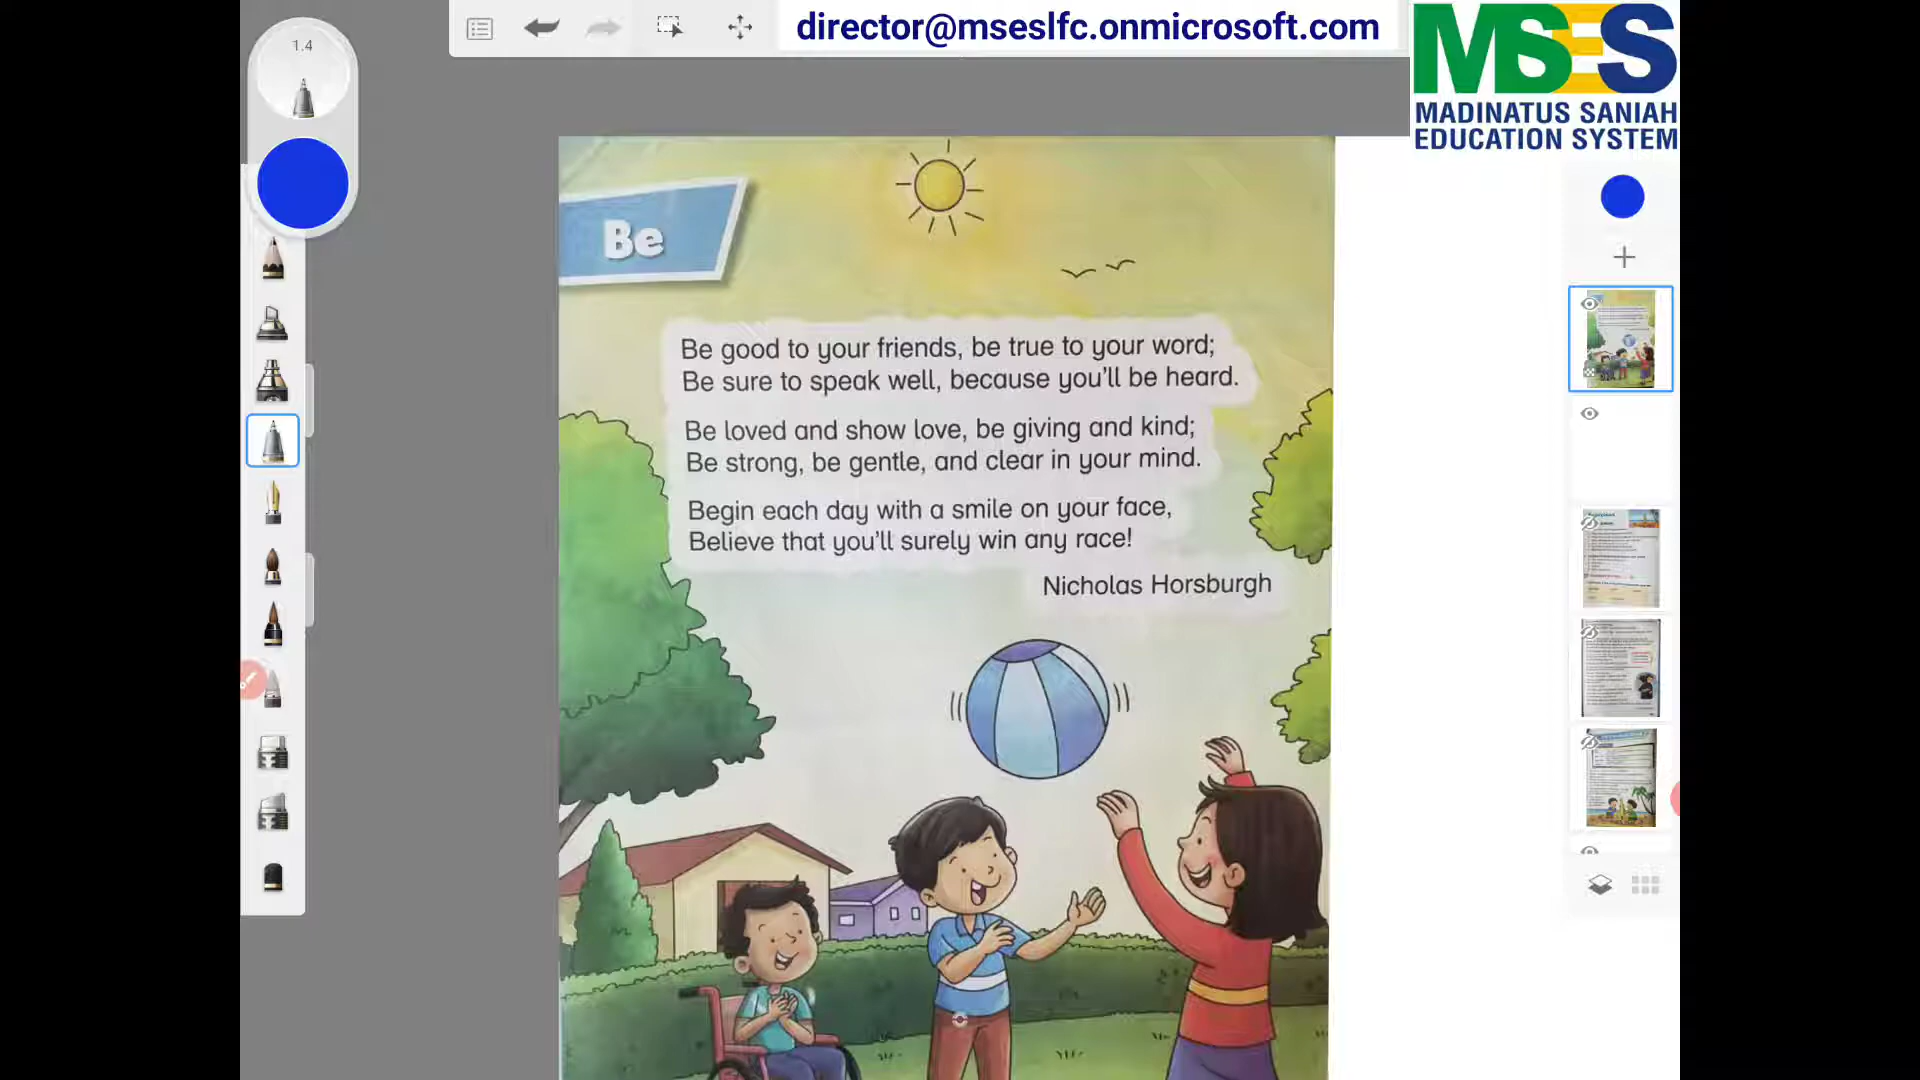 1.4
director@mseslfc.onmicrosoft.com
MSES
MADINATUS SANIAH
EDUCATION SYSTEM
Be
Be good to your friends, be true to your word;
Be sure to speak well, because you'll be heard.
Be loved and show love, be giving and kind;
Be strong, be gentle, and clear in your mind.
Begin each day with a smile on your face,
Believe that you'll surely win any race!
Nicholas Horsburgh